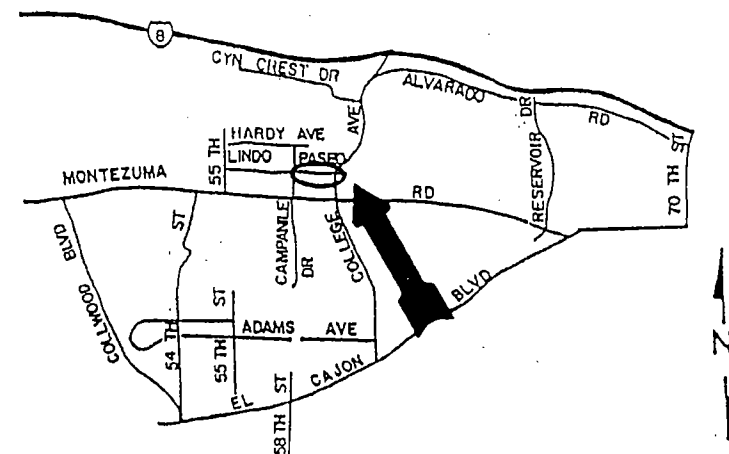 8
CYN CREST DR
ALVARADO RD
AVE
DR
HARDY AVE
55 TH
LINDO PASEO
MONTEZUMA RD
RESERVOIR
70 TH ST
COLLWOOD BLVD
ST
CAMPANILE DR
COLLEGE
BLVD
54 TH
55 TH ST
ADAMS AVE
EL CAJON
58 TH ST
N